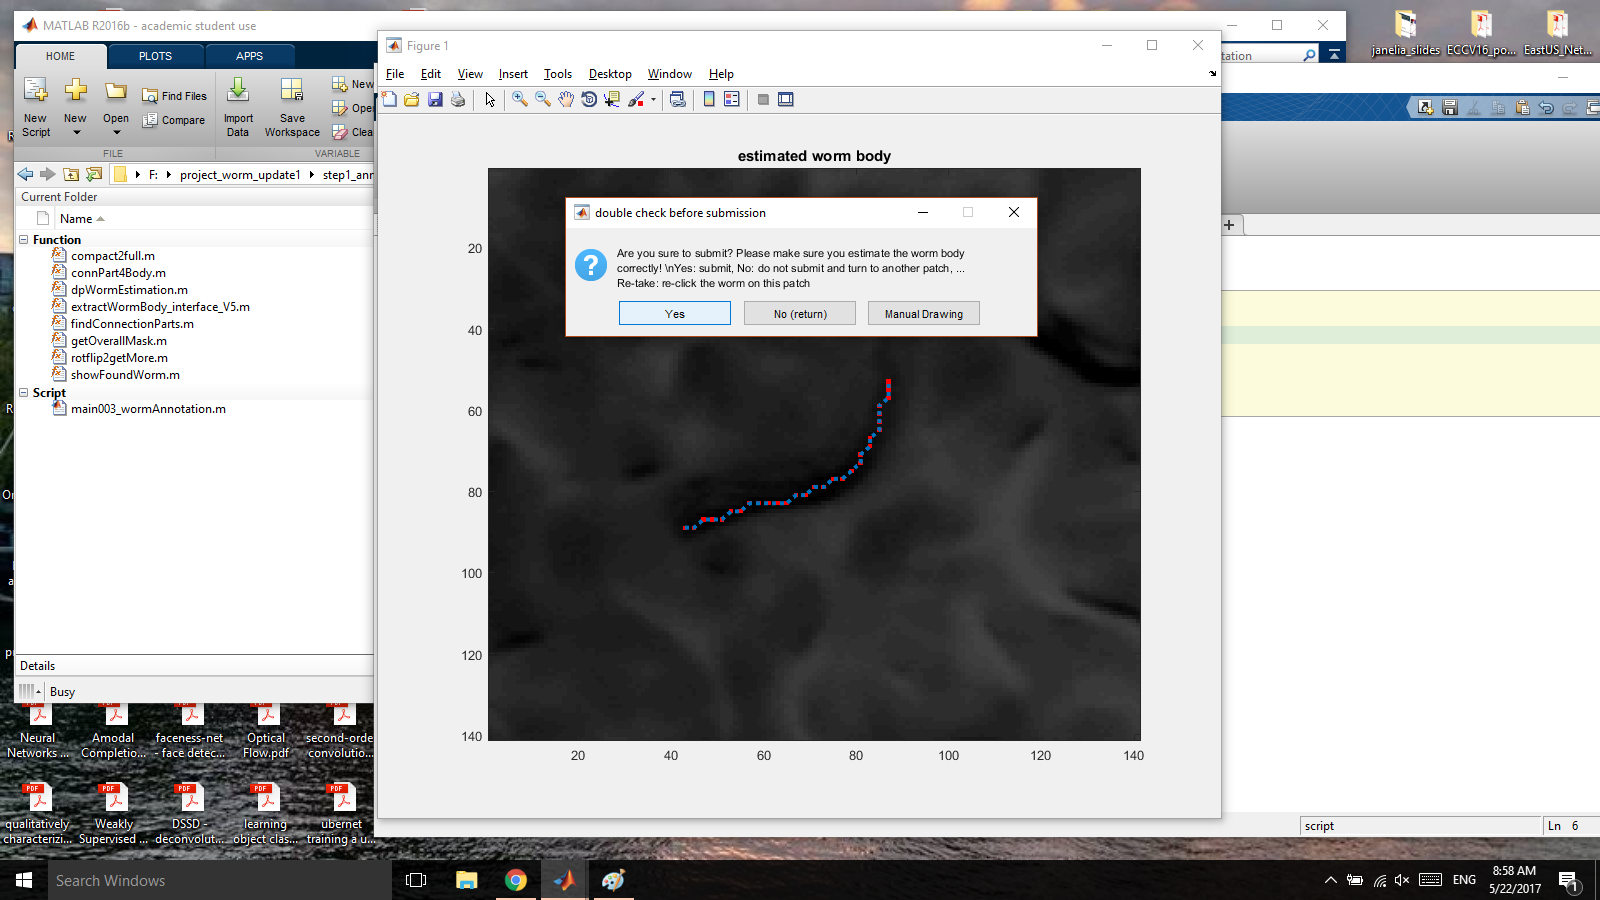 MATLAB R2016b - academic student use
HOME
PLOTS
APPS
New Script
New
Open
Find Files
Compare
Import Data
Save Workspace
New
Ope
Clea
FILE
VARIABLE
F:
project_worm_update1
step1_ann
Current Folder
Name
Function
compact2full.m
connPart4Body.m
dpWormEstimation.m
extractWormBody_interface_V5.m
findConnectionParts.m
getOverallMask.m
rotflip2getMore.m
showFoundWorm.m
Script
main003_wormAnnotation.m
Details
Busy
Figure 1
File Edit View Insert Tools Desktop Window Help
estimated worm body
20
40
60
80
100
120
140
20 40 60 80 100 120 140
double check before submission
Are you sure to submit? Please make sure you estimate the worm body
correctly! \nYes: submit, No: do not submit and turn to another patch, ...
Re-take: re-click the worm on this patch
Yes
No (return)
Manual Drawing
tation
script
Ln 6
janelia_slides
ECCV16_po...
EastUS_Net...
Neural Networks ...
Amodal Completio...
faceness-net - face detec...
Optical Flow.pdf
second-orde
convolutio...
qualitatively characterizi...
Weakly Supervised ...
DSSD - deconvolut...
learning object clas...
ubernet training a u...
Search Windows
ENG
8:58 AM
5/22/2017
1